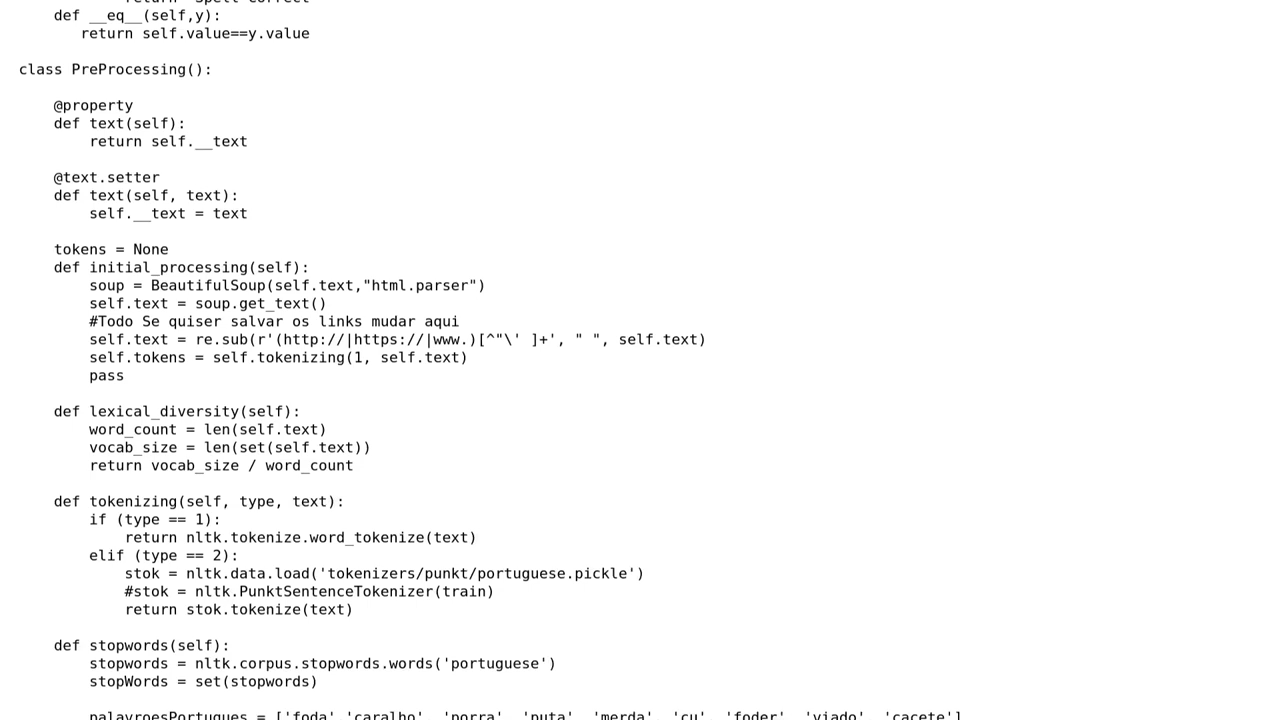 return "Spell correct"
def __eq__(self,y):
return self.value==y.value
class PreProcessing():
@property
def text(self):
return self.__text
@text.setter
def text(self, text):
self.__text = text
tokens = None
def initial_processing(self):
soup = BeautifulSoup(self.text,"html.parser")
self.text = soup.get_text()
#Todo Se quiser salvar os links mudar aqui
self.text = re.sub(r'(http://|https://|www.)[^"\' ]+', " ", self.text)
self.tokens = self.tokenizing(1, self.text)
pass
def lexical_diversity(self):
word_count = len(self.text)
vocab_size = len(set(self.text))
return vocab_size / word_count
def tokenizing(self, type, text):
if (type == 1):
return nltk.tokenize.word_tokenize(text)
elif (type == 2):
stok = nltk.data.load('tokenizers/punkt/portuguese.pickle')
#stok = nltk.PunktSentenceTokenizer(train)
return stok.tokenize(text)
def stopwords(self):
stopwords = nltk.corpus.stopwords.words('portuguese')
stopWords = set(stopwords)
palavroesPortugues = ['foda','caralho', 'porra', 'puta', 'merda', 'cu', 'foder', 'viado', 'cacete']